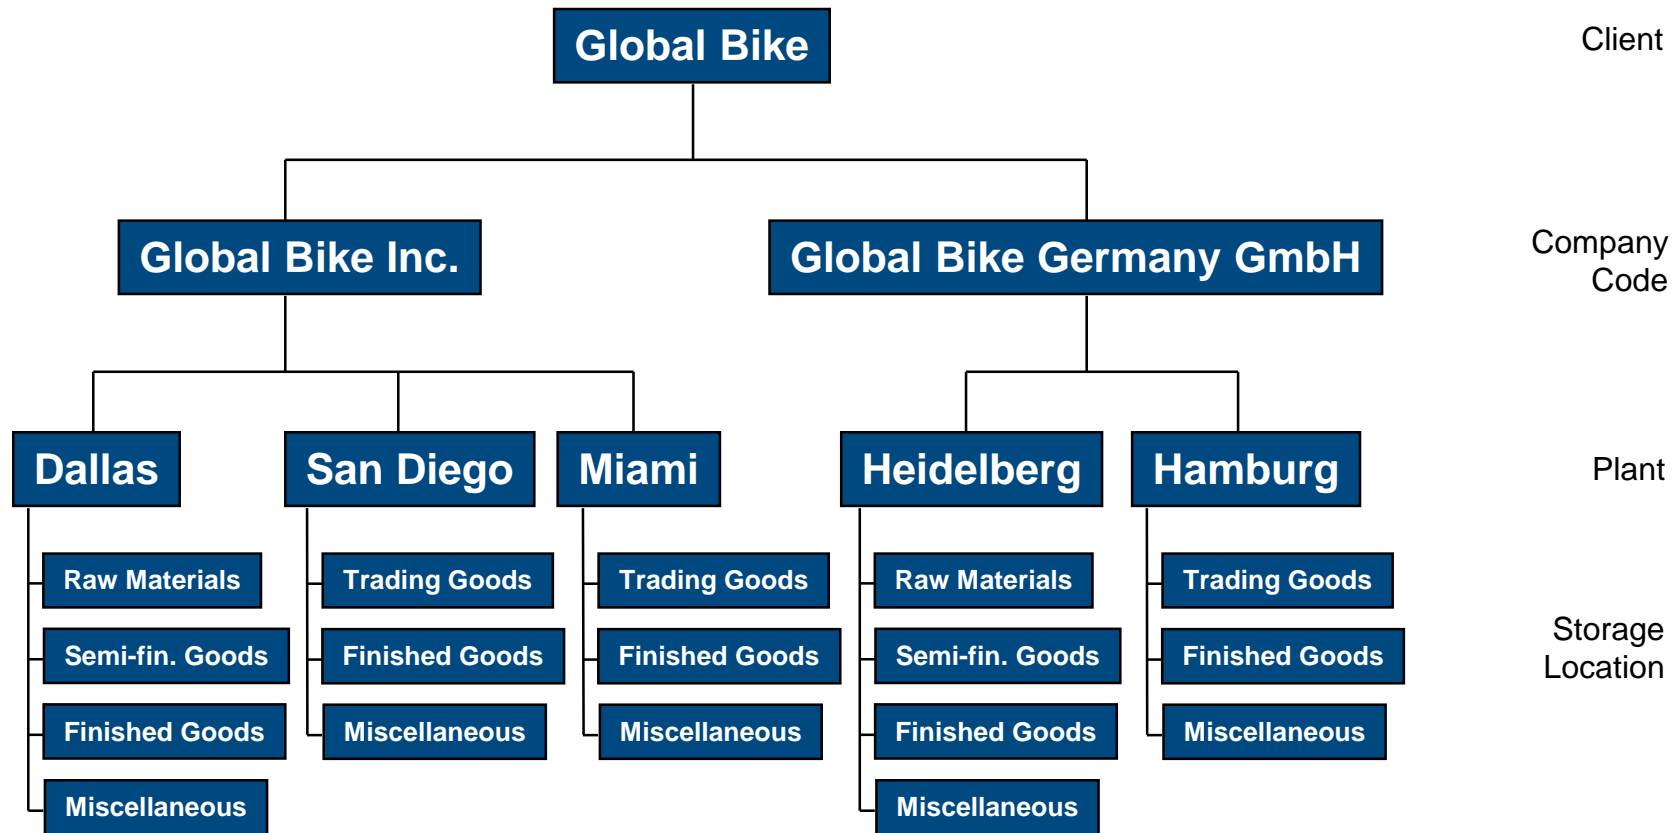 Global Bike
Client
Global Bike Inc.
Global Bike Germany GmbH
Company
Code
Dallas
San Diego
Miami
Heidelberg
Hamburg
Plant
Raw Materials
Trading Goods
Trading Goods
Raw Materials
Trading Goods
Semi-fin. Goods
Finished Goods
Finished Goods
Semi-fin. Goods
Finished Goods
Storage
Location
Finished Goods
Miscellaneous
Miscellaneous
Finished Goods
Miscellaneous
Miscellaneous
Miscellaneous